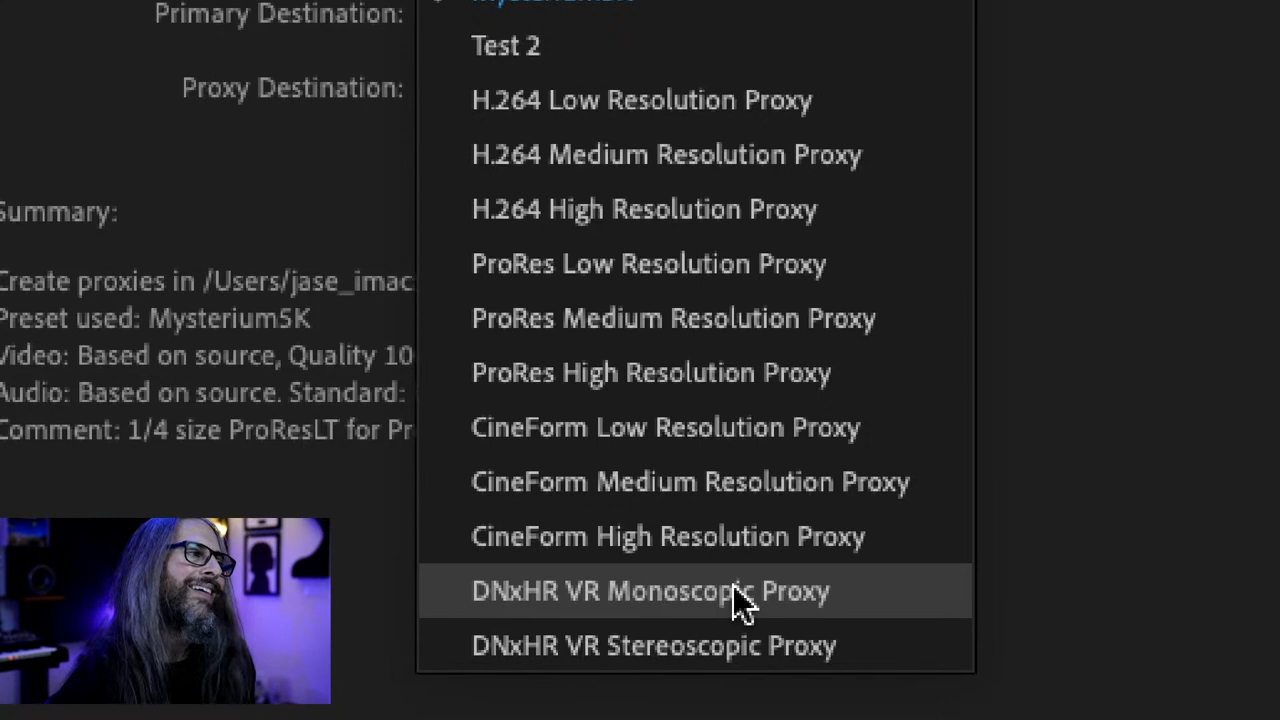 Primary Destination:
Test 2
Proxy Destination:
H.264 Low Resolution Proxy
H.264 Medium Resolution Proxy
H.264 High Resolution Proxy
ProRes Low Resolution Proxy
ProRes Medium Resolution Proxy
ProRes High Resolution Proxy
CineForm Low Resolution Proxy
CineForm Medium Resolution Proxy
CineForm High Resolution Proxy
DNxHR VR Monoscopic Proxy
DNxHR VR Stereoscopic Proxy
Summary:
Create proxies in /Users/jase_imac
Preset used: Mysterium5K
Video: Based on source, Quality 10
Audio: Based on source. Standard:
Comment: 1/4 size ProResLT for Pr